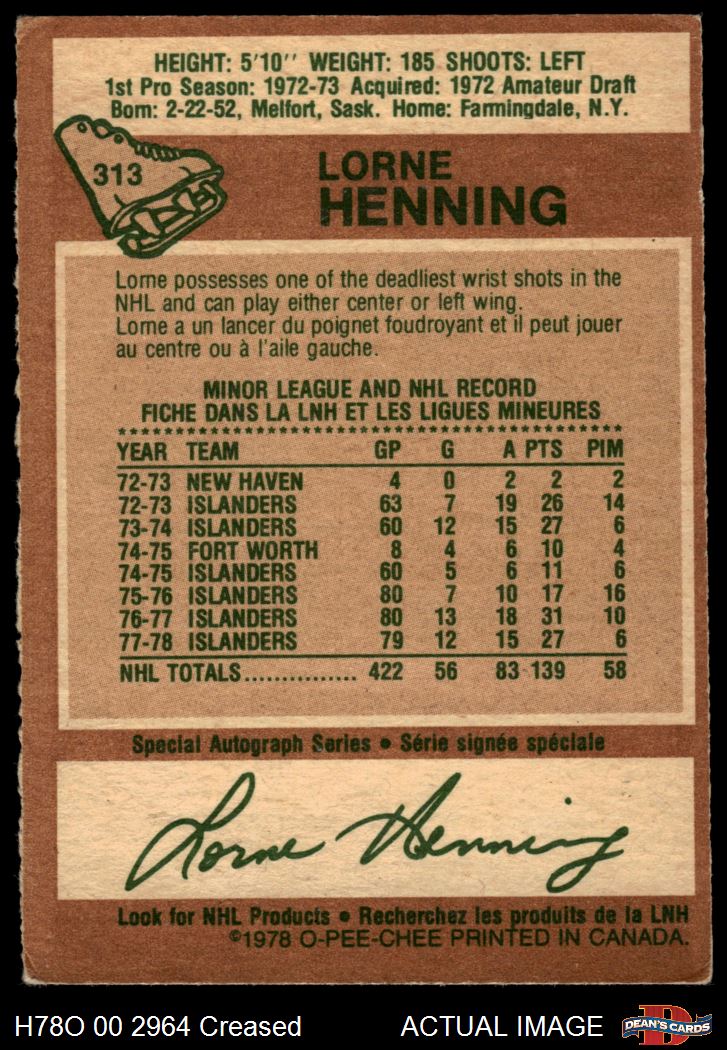 HEIGHT: 5'10'' WEIGHT: 185 SHOOTS: LEFT
1st Pro Season: 1972-73 Acquired: 1972 Amateur Draft
Born: 2-22-52, Melfort, Sask. Home: Farmingdale, N.Y.
313
LORNE
HENNING
Lorne possesses one of the deadliest wrist shots in the
NHL and can play either center or left wing.
Lorne a un lancer du poignet foudroyant et il peut jouer
au centre ou à l'aile gauche.
MINOR LEAGUE AND NHL RECORD
FICHE DANS LA LNH ET LES LIGUES MINEURES
YEAR TEAM GP G A PTS PIM
72-73 NEW HAVEN 4 0 2 2 2
72-73 ISLANDERS 63 7 19 26 14
73-74 ISLANDERS 60 12 15 27 6
74-75 FORT WORTH 8 4 6 10 4
74-75 ISLANDERS 60 5 6 11 6
75-76 ISLANDERS 80 7 10 17 16
76-77 ISLANDERS 80 13 18 31 10
77-78 ISLANDERS 79 12 15 27 6
NHL TOTALS................ 422 56 83 139 58
Special Autograph Series • Série signée spéciale
Lorne Henning
Look for NHL Products • Recherchez les produits de la LNH
©1978 O-PEE-CHEE PRINTED IN CANADA.
H78O 00 2964 Creased ACTUAL IMAGE
D
DEAN'S CARDS